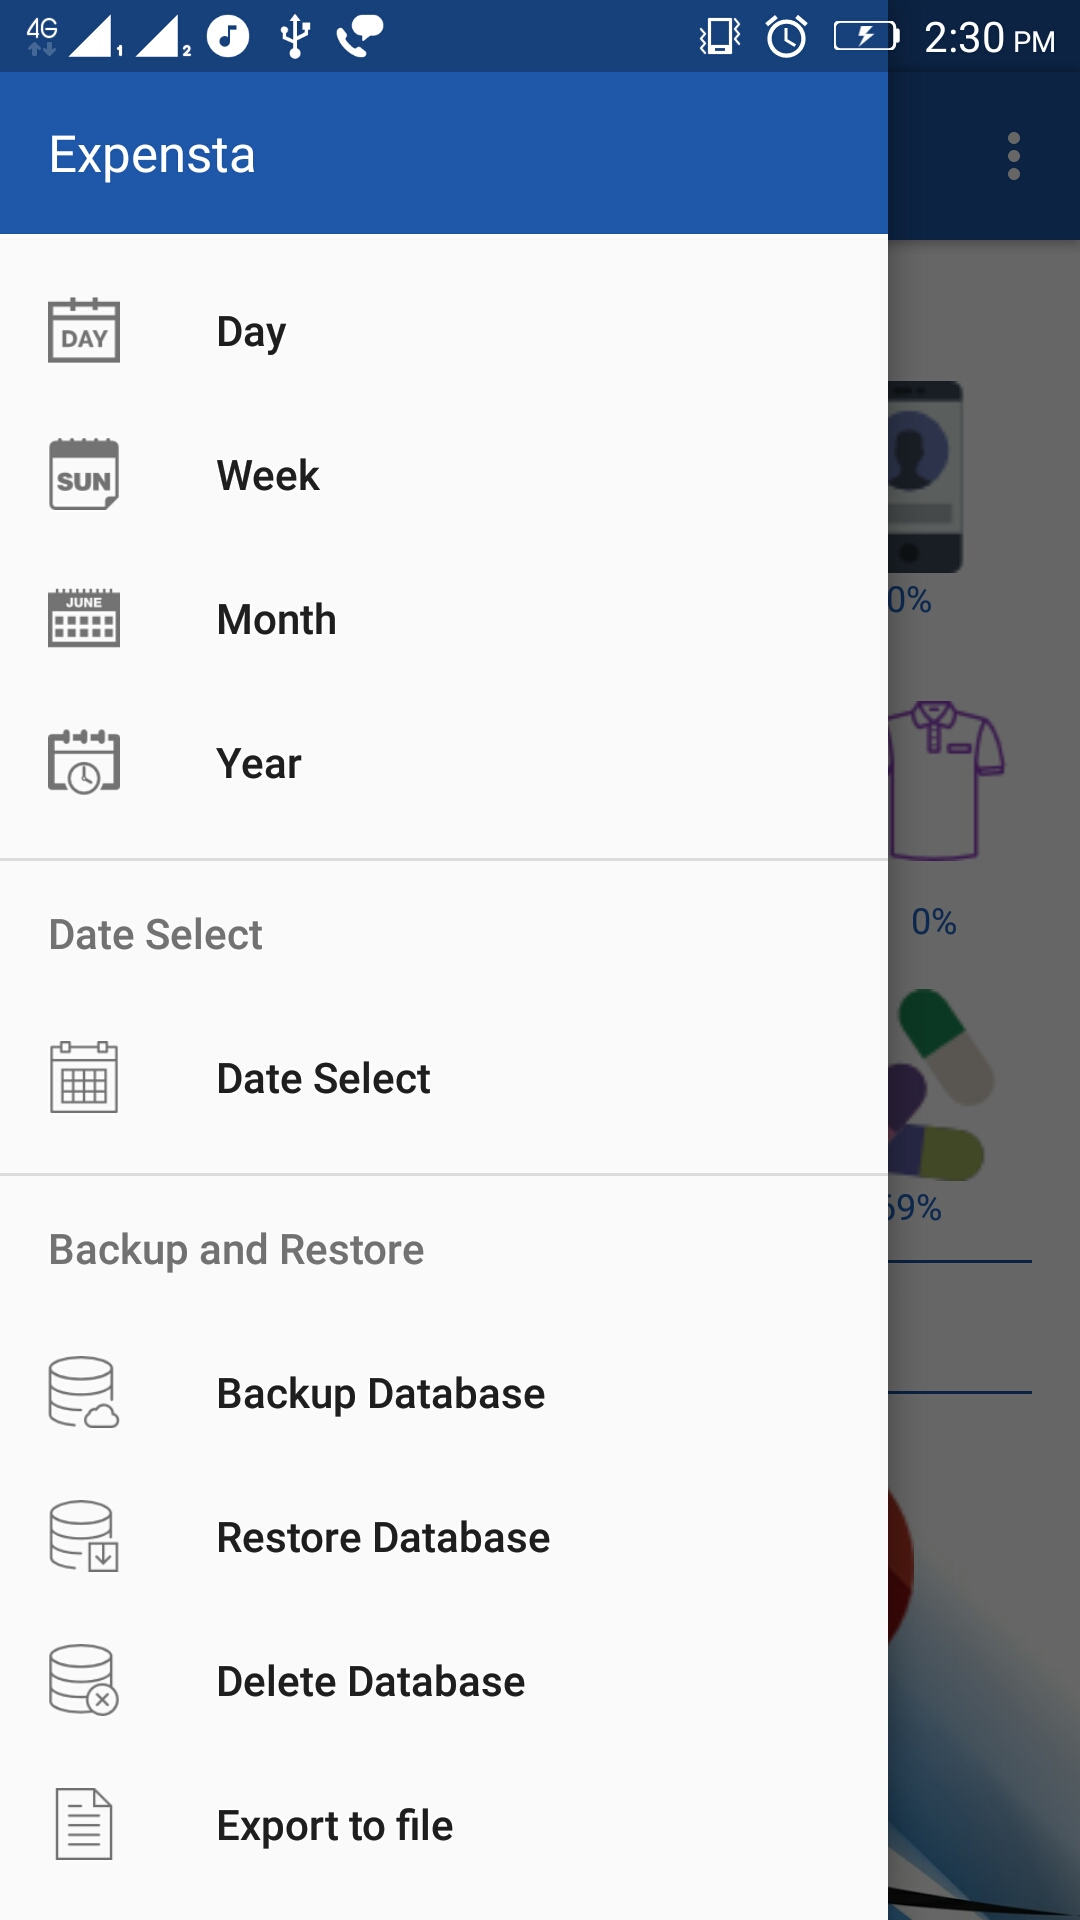 4G 1 2 2:30 PM
Expensta
DAY Day
SUN Week
JUNE Month
Year
Date Select
Date Select
Backup and Restore
Backup Database
Restore Database
Delete Database
Export to file
0%
0%
69%